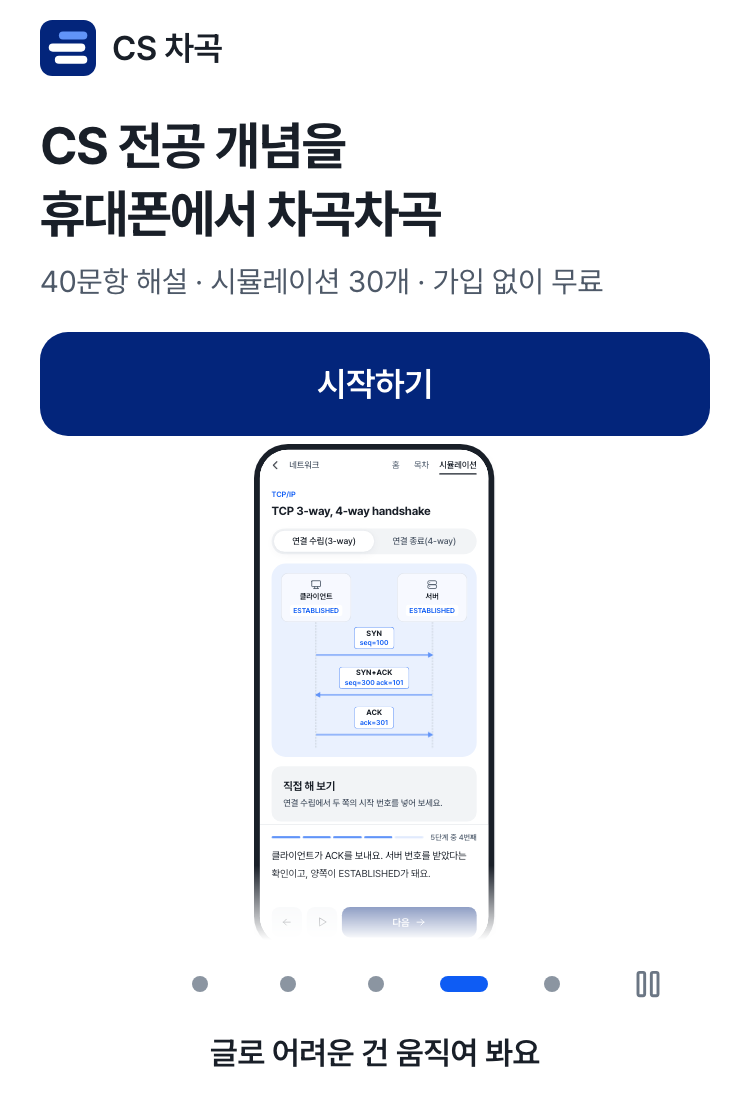 CS 차곡
CS 전공 개념을
휴대폰에서 차곡차곡
40문항 해설 · 시뮬레이션 30개 · 가입 없이 무료
시작하기
네트워크 홈 목차 시뮬레이션
TCP/IP
TCP 3-way, 4-way handshake
연결 수립(3-way) 연결 종료(4-way)
클라이언트 서버
ESTABLISHED ESTABLISHED
SYN
seq=100
SYN+ACK
seq=300 ack=101
ACK
ack=301
직접 해 보기
연결 수립에서 두 쪽의 시작 번호를 넣어 보세요.
5단계 중 4번째
클라이언트가 ACK를 보내요. 서버 번호를 받았다는
확인이고, 양쪽이 ESTABLISHED가 돼요.
다음 →
글로 어려운 건 움직여 봐요